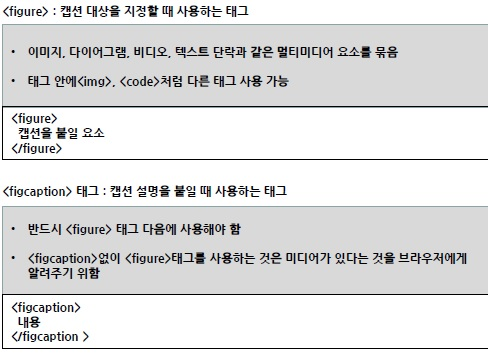 <figure> : 캡션 대상을 지정할 때 사용하는 태그
• 이미지, 다이어그램, 비디오, 텍스트 단락과 같은 멀티미디어 요소를 묶음
• 태그 안에<img>, <code>처럼 다른 태그 사용 가능
<figure>
캡션을 붙일 요소
</figure>
<figcaption> 태그 : 캡션 설명을 붙일 때 사용하는 태그
• 반드시 <figure> 태그 다음에 사용해야 함
• <figcaption>없이 <figure>태그를 사용하는 것은 미디어가 있다는 것을 브라우저에게
알려주기 위함
<figcaption>
내용
</figcaption >